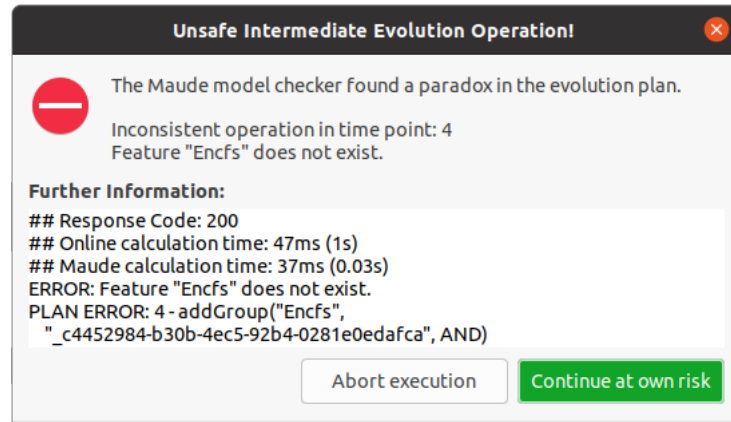 Unsafe Intermediate Evolution Operation!
The Maude model checker found a paradox in the evolution plan.
Inconsistent operation in time point: 4
Feature "Encfs" does not exist.
Further Information:
## Response Code: 200
## Online calculation time: 47ms (1s)
## Maude calculation time: 37ms (0.03s)
ERROR: Feature "Encfs" does not exist.
PLAN ERROR: 4 - addGroup("Encfs",
"_c4452984-b30b-4ec5-92b4-0281e0edafca", AND)
Abort execution
Continue at own risk